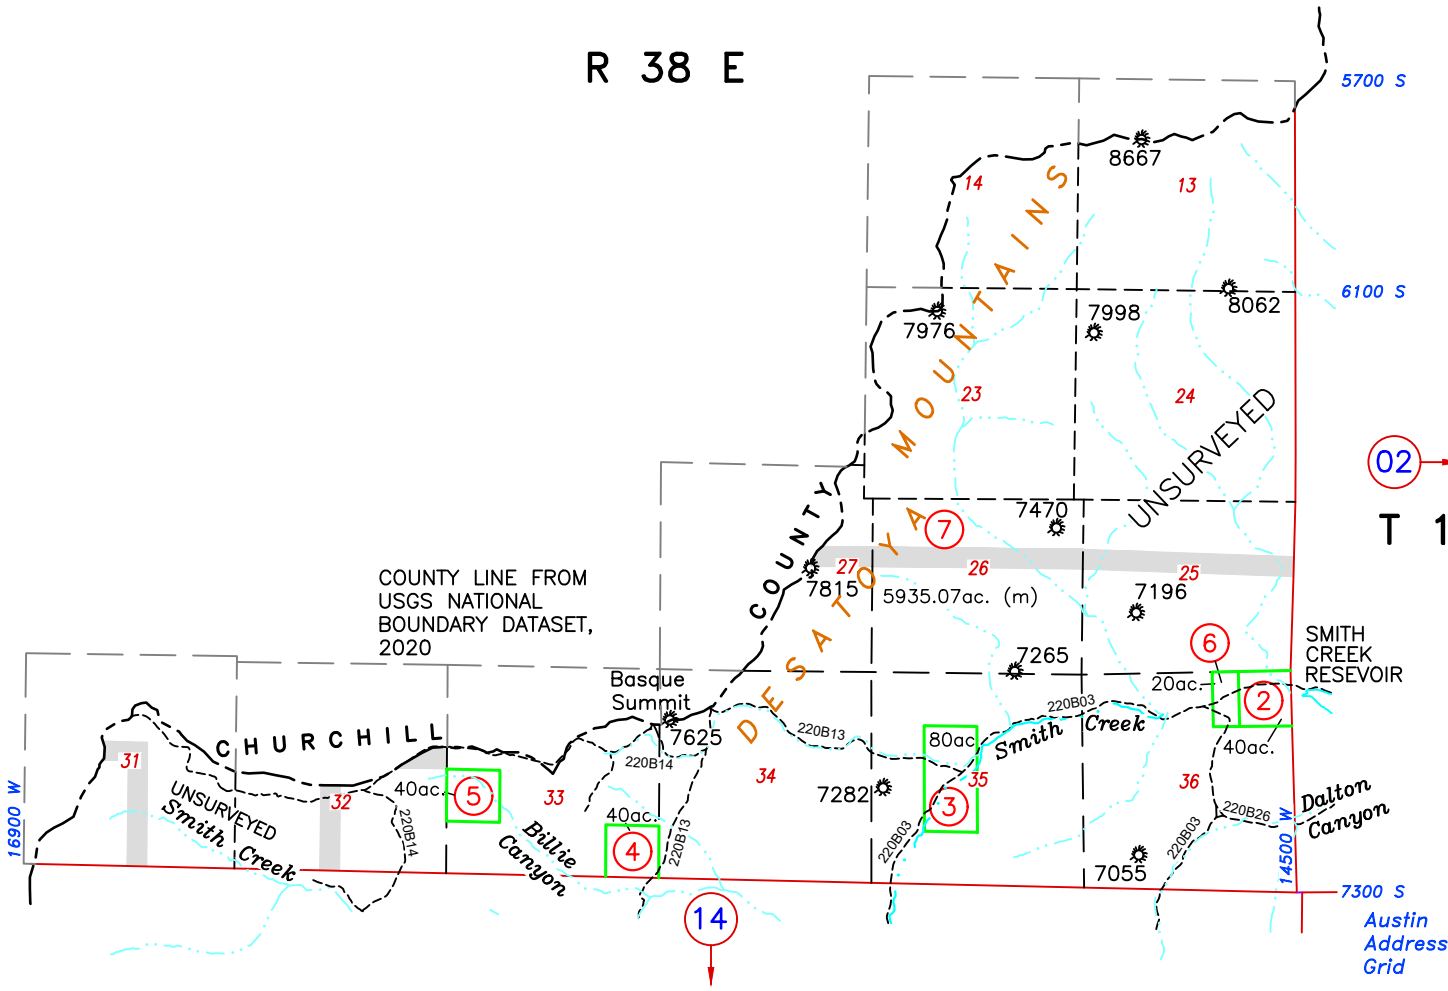 R 38 E
5700 S
8667
14
13
MOUNTAINS
6100 S
8062
7976
7998
23
24
UNSURVEYED
02
T 1
COUNTY
7470
7
27
26
25
7815
5935.07ac. (m)
7196
DESATOYA
COUNTY LINE FROM
USGS NATIONAL
BOUNDARY DATASET,
2020
6
SMITH
CREEK
RESEVOIR
7265
20ac.
2
40ac.
Basque
Summit
7625
220B03
Smith Creek
220B13
80ac
CHURCHILL
31
32
33
34
35
36
220B14
40ac.
5
7282
3
16900 W
UNSURVEYED
Smith Creek
220B14
Billie
Canyon
40ac.
4
220B13
220B03
7055
220B03
220B26
Dalton
Canyon
14500 W
14
7300 S
Austin
Address
Grid